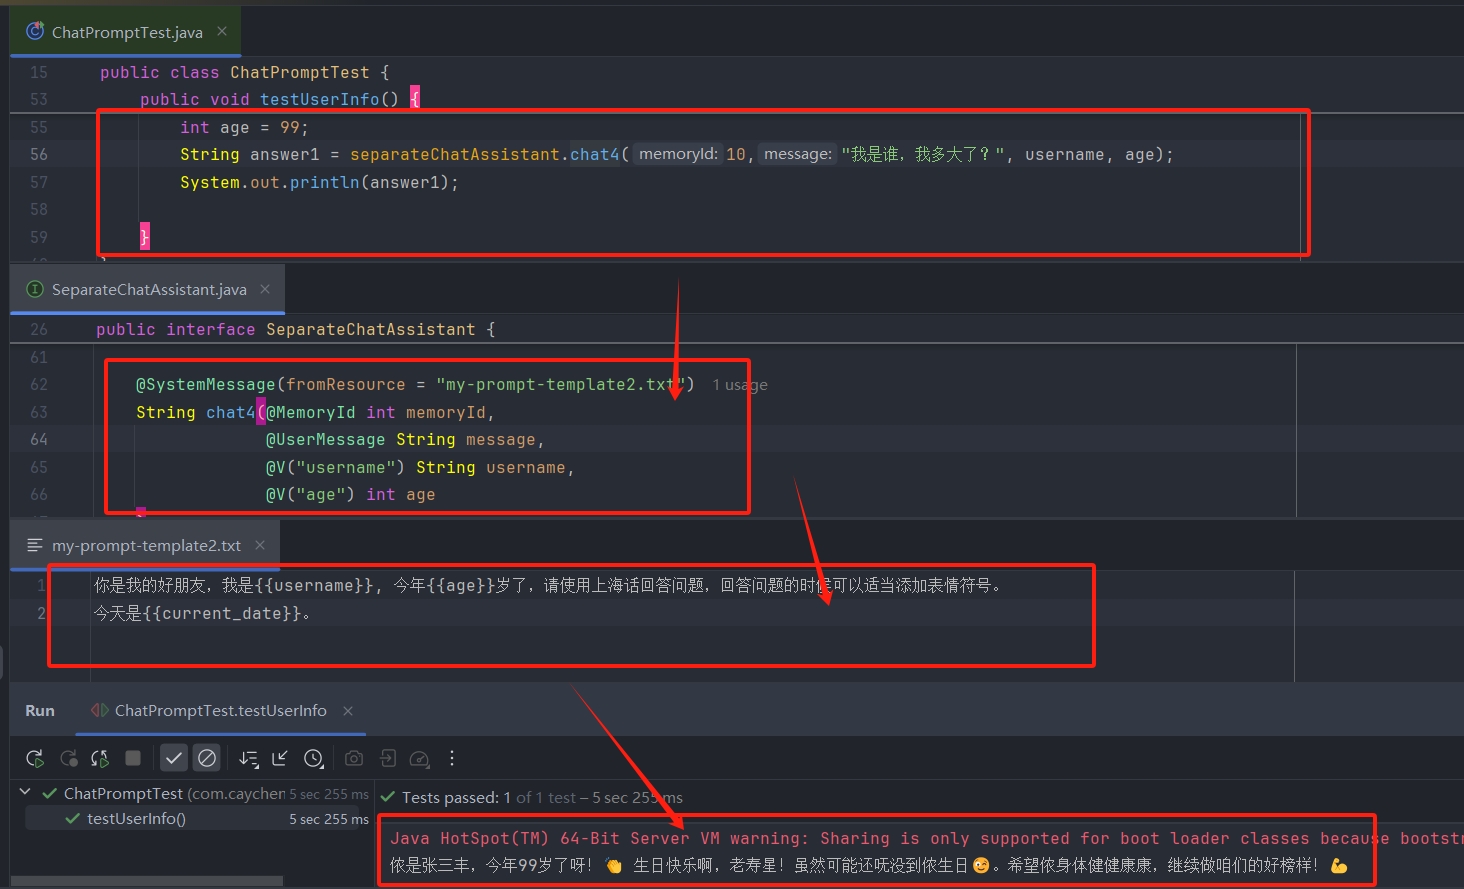 ChatPromptTest.java
15 public class ChatPromptTest {
53 public void testUserInfo() {
55 int age = 99;
56 String answer1 = separateChatAssistant.chat4( memoryId: 10, message: "我是谁，我多大了？", username, age);
57 System.out.println(answer1);
58
59 }
SeparateChatAssistant.java
26 public interface SeparateChatAssistant {
61
62 @SystemMessage(fromResource = "my-prompt-template2.txt") 1 usage
63 String chat4(@MemoryId int memoryId,
64 @UserMessage String message,
65 @V("username") String username,
66 @V("age") int age
my-prompt-template2.txt
1 你是我的好朋友，我是{{username}}, 今年{{age}}岁了，请使用上海话回答问题，回答问题的时候可以适当添加表情符号。
2 今天是{{current_date}}。
Run ChatPromptTest.testUserInfo
ChatPromptTest (com.caychen 5 sec 255 ms
Tests passed: 1 of 1 test – 5 sec 255 ms
testUserInfo() 5 sec 255 ms
Java HotSpot(TM) 64-Bit Server VM warning: Sharing is only supported for boot loader classes because bootstr
侬是张三丰，今年99岁了呀！👏 生日快乐啊，老寿星！虽然可能还呒没到侬生日😉。希望侬身体健健康康，继续做咱们的好榜样！💪